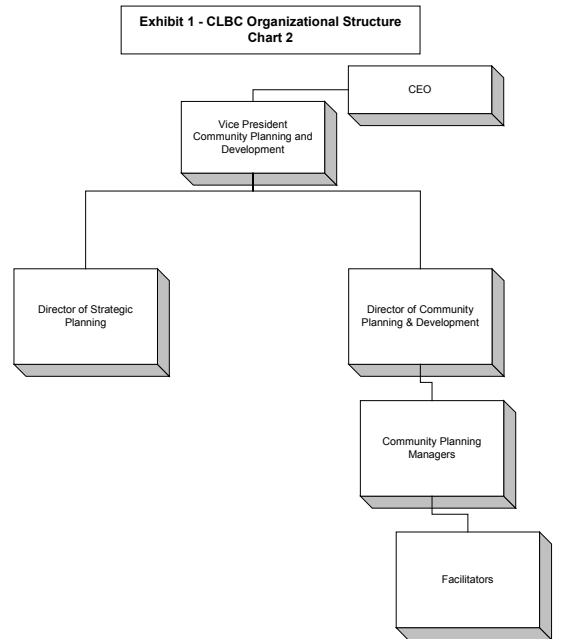 Exhibit 1 - CLBC Organizational Structure
Chart 2
CEO
Vice President
Community Planning and
Development
Director of Strategic
Planning
Director of Community
Planning & Development
Community Planning
Managers
Facilitators